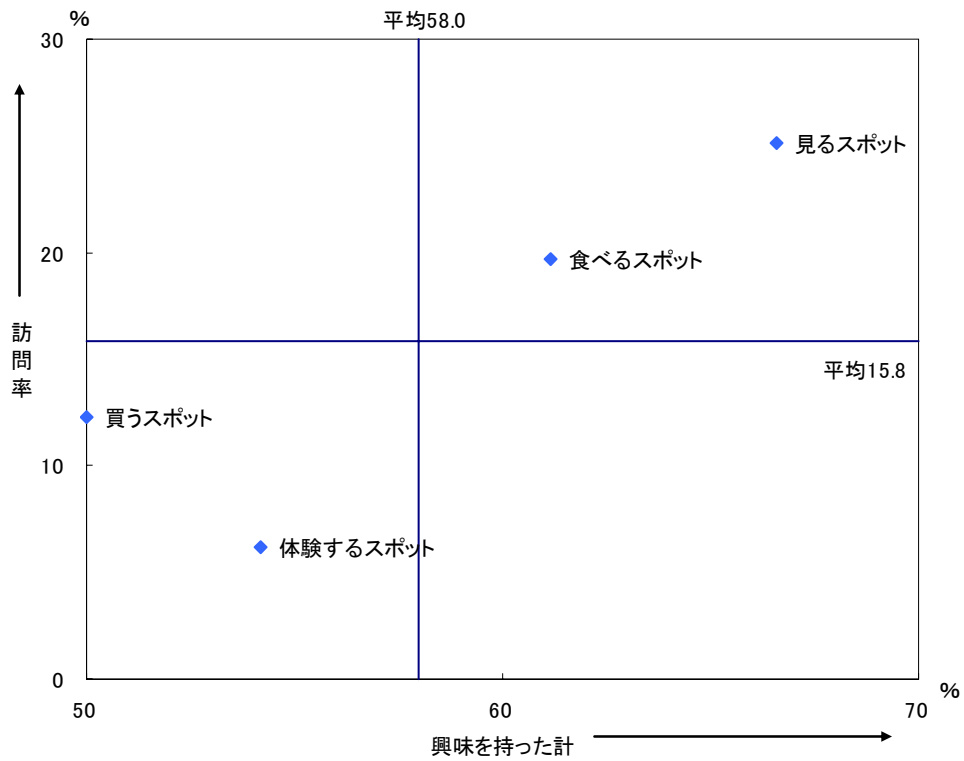 %
平均58.0
30
見るスポット
20
食べるスポット
訪問率
平均15.8
買うスポット
10
体験するスポット
0
%
50
60
70
興味を持った計